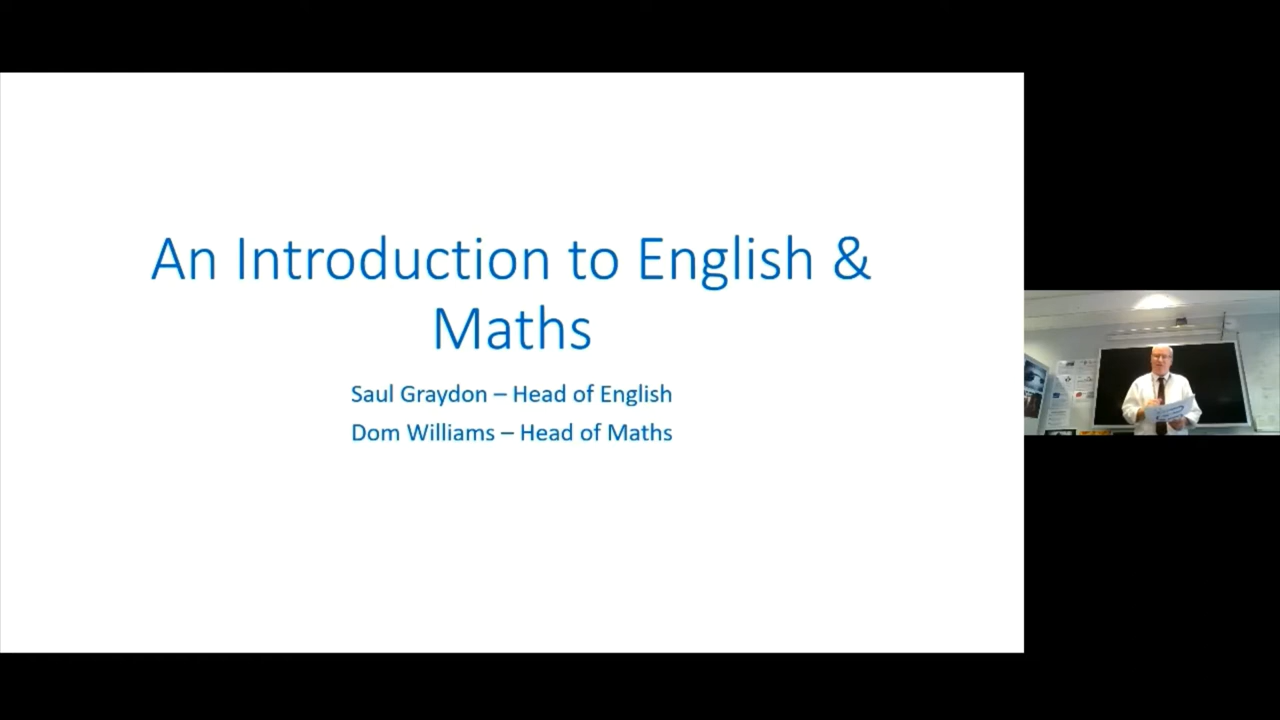 An Introduction to English &
Maths
Saul Graydon – Head of English
Dom Williams – Head of Maths